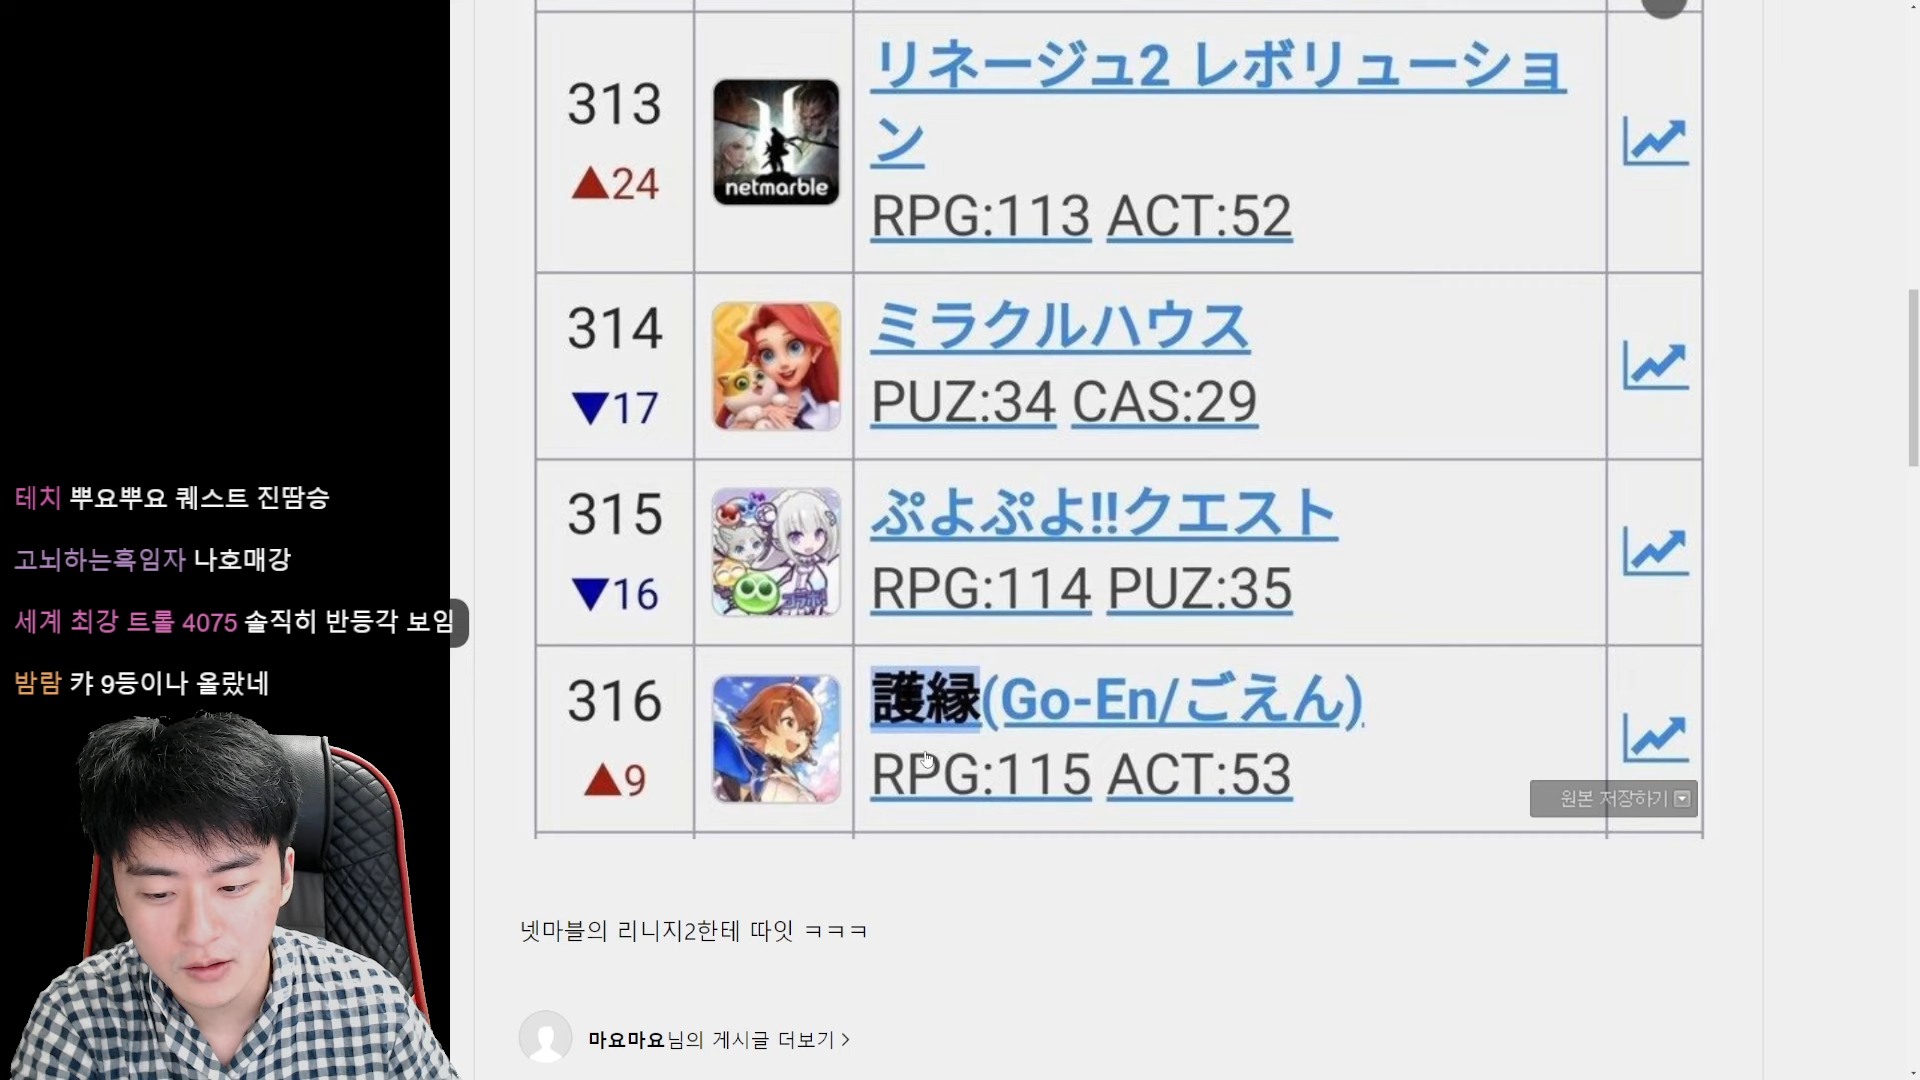 313
▲24
netmarble
リネージュ2 レボリューショ
ン
RPG:113 ACT:52
314
▼17
ミラクルハウス
PUZ:34 CAS:29
315
▼16
ぷよぷよ!!クエスト
RPG:114 PUZ:35
316
▲9
護縁(Go-En/ごえん)
RPG:115 ACT:53
원본 저장하기
넷마블의 리니지2한테 따잇 ㅋㅋㅋ
마요마요님의 게시글 더보기 >
테치 뿌요뿌요 퀘스트 진땀승
고뇌하는흑임자 나호매강
세계 최강 트롤 4075 솔직히 반등각 보임
밤람 캬 9등이나 올랐네